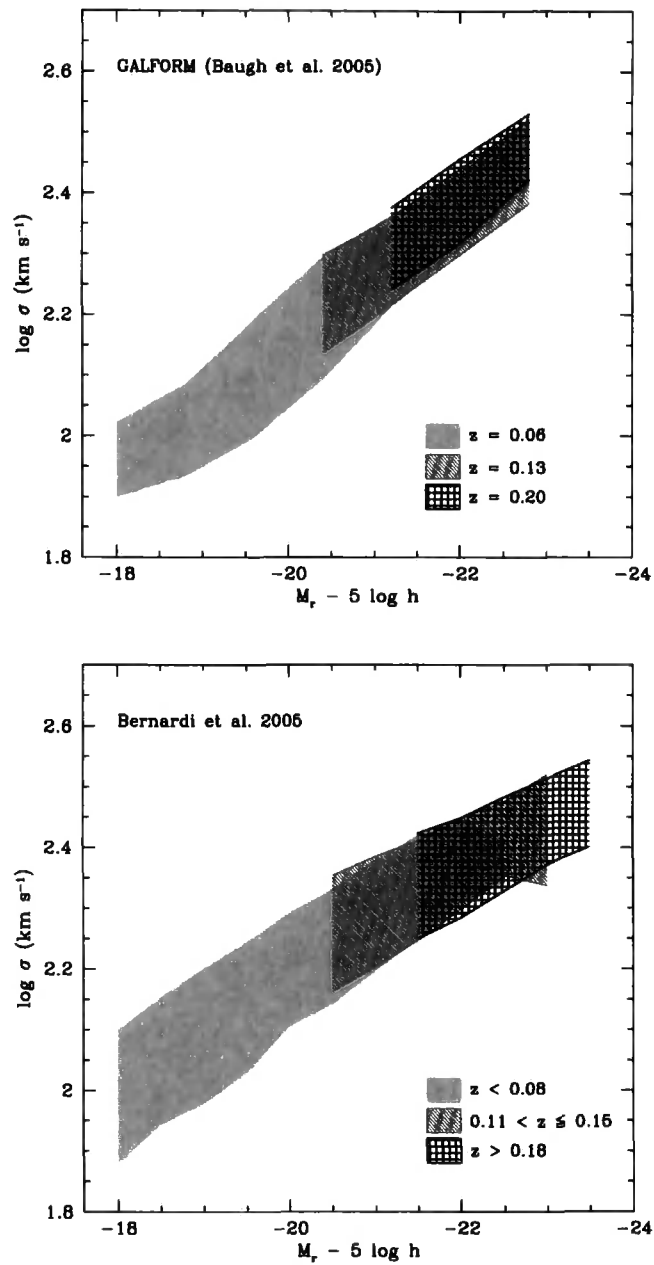 GALFORM (Baugh et al. 2005)
2.6
2.4
2.2
2
1.8
log σ (km s⁻¹)
z = 0.06
z = 0.13
z = 0.20
-18
-20
-22
-24
M_r - 5 log h
Bernardi et al. 2005
2.6
2.4
2.2
2
1.8
log σ (km s⁻¹)
z < 0.08
0.11 < z ≦ 0.15
z > 0.18
-18
-20
-22
-24
M_r - 5 log h